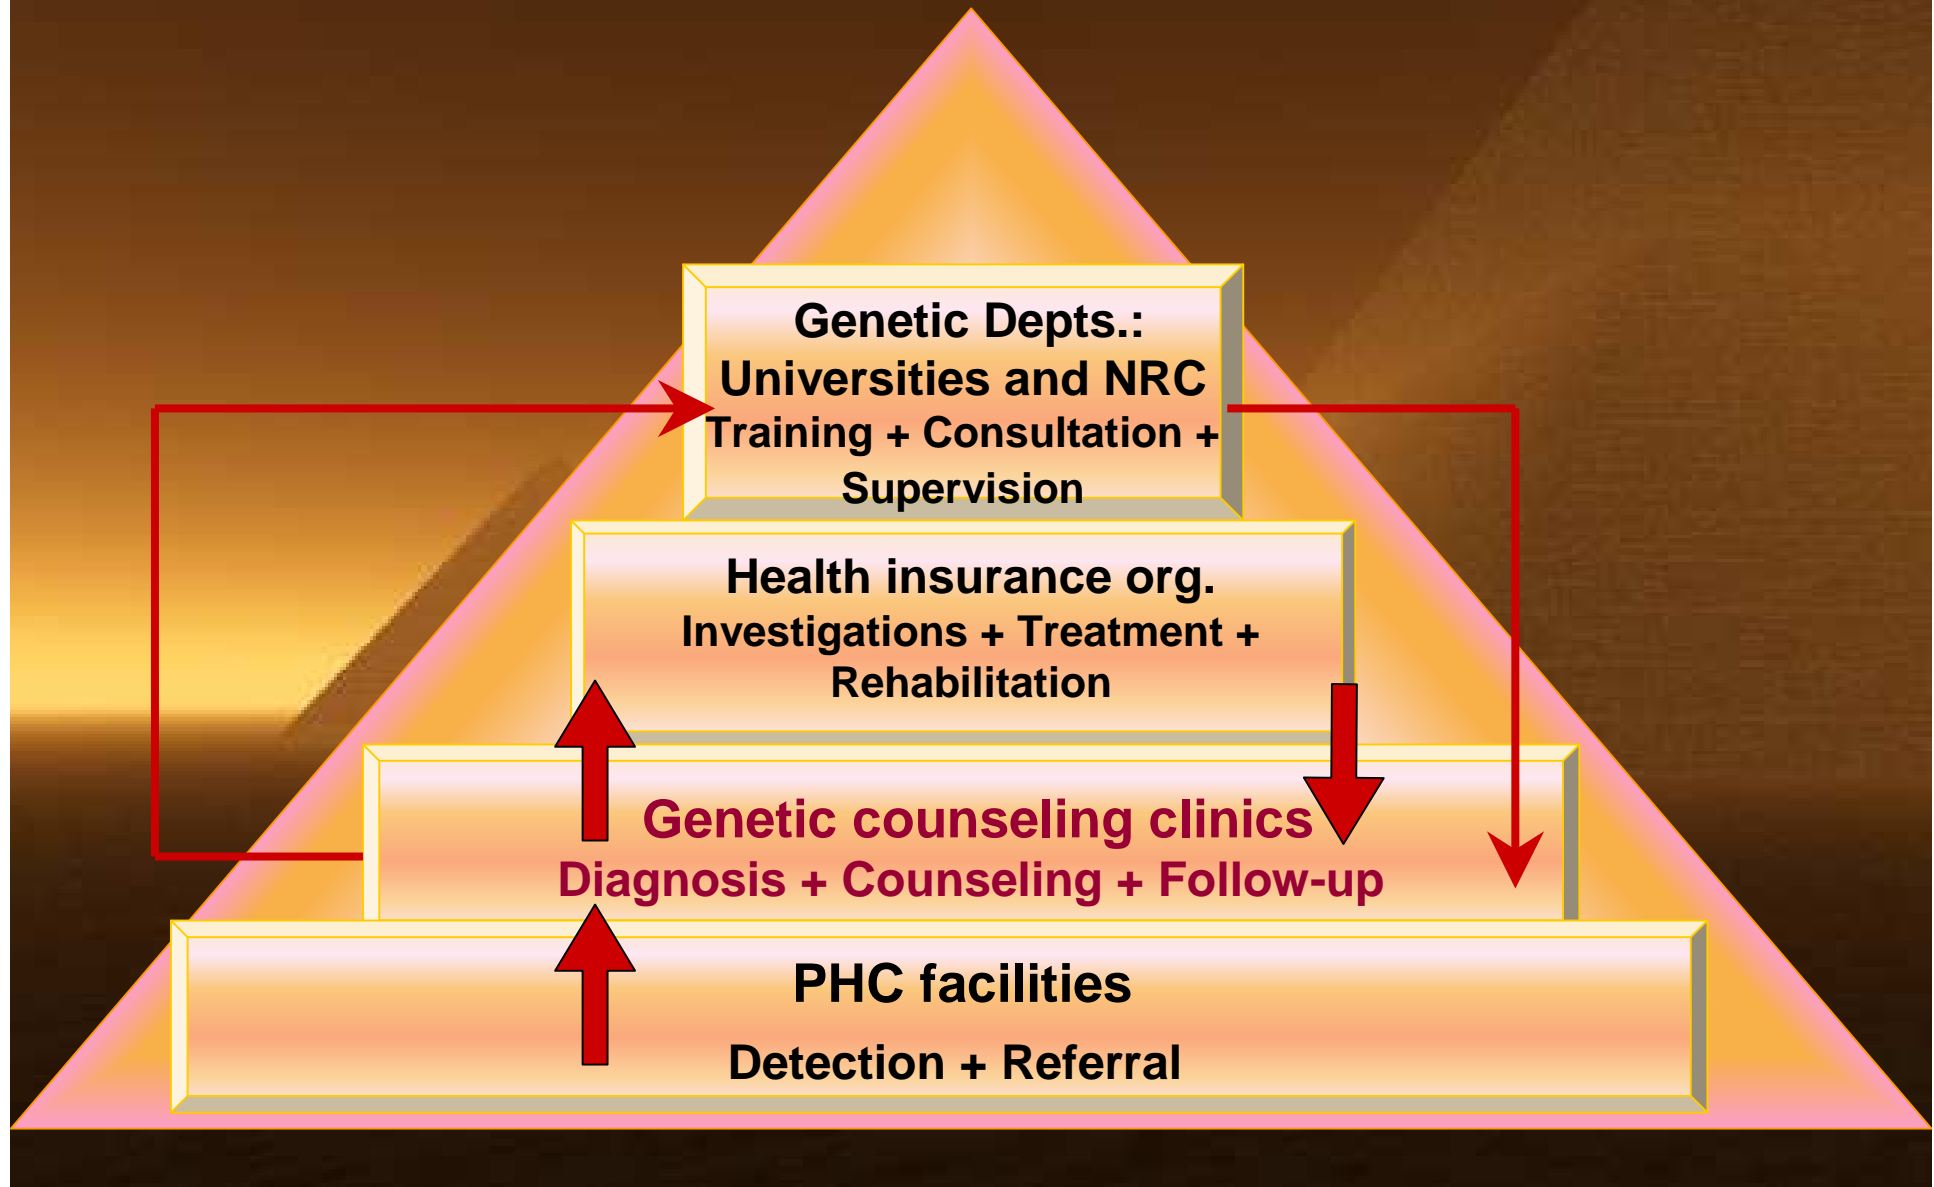 Genetic Depts.:
Universities and NRC
Training + Consultation +
Supervision
Health insurance org.
Investigations + Treatment +
Rehabilitation
Genetic counseling clinics
Diagnosis + Counseling + Follow-up
PHC facilities
Detection + Referral